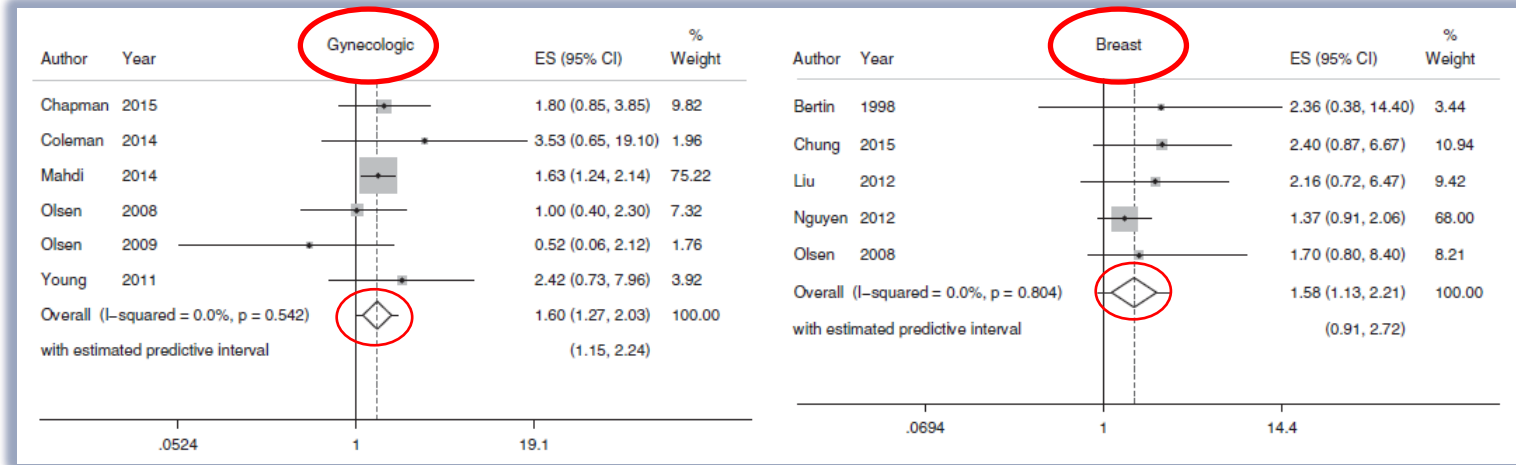 Gynecologic
%
Author Year ES (95% CI) Weight
Chapman 2015 1.80 (0.85, 3.85) 9.82
Coleman 2014 3.53 (0.65, 19.10) 1.96
Mahdi 2014 1.63 (1.24, 2.14) 75.22
Olsen 2008 1.00 (0.40, 2.30) 7.32
Olsen 2009 0.52 (0.06, 2.12) 1.76
Young 2011 2.42 (0.73, 7.96) 3.92
Overall (I–squared = 0.0%, p = 0.542) 1.60 (1.27, 2.03) 100.00
with estimated predictive interval (1.15, 2.24)
.0524 1 19.1
Breast
%
Author Year ES (95% CI) Weight
Bertin 1998 2.36 (0.38, 14.40) 3.44
Chung 2015 2.40 (0.87, 6.67) 10.94
Liu 2012 2.16 (0.72, 6.47) 9.42
Nguyen 2012 1.37 (0.91, 2.06) 68.00
Olsen 2008 1.70 (0.80, 8.40) 8.21
Overall (I–squared = 0.0%, p = 0.804) 1.58 (1.13, 2.21) 100.00
with estimated predictive interval (0.91, 2.72)
.0694 1 14.4